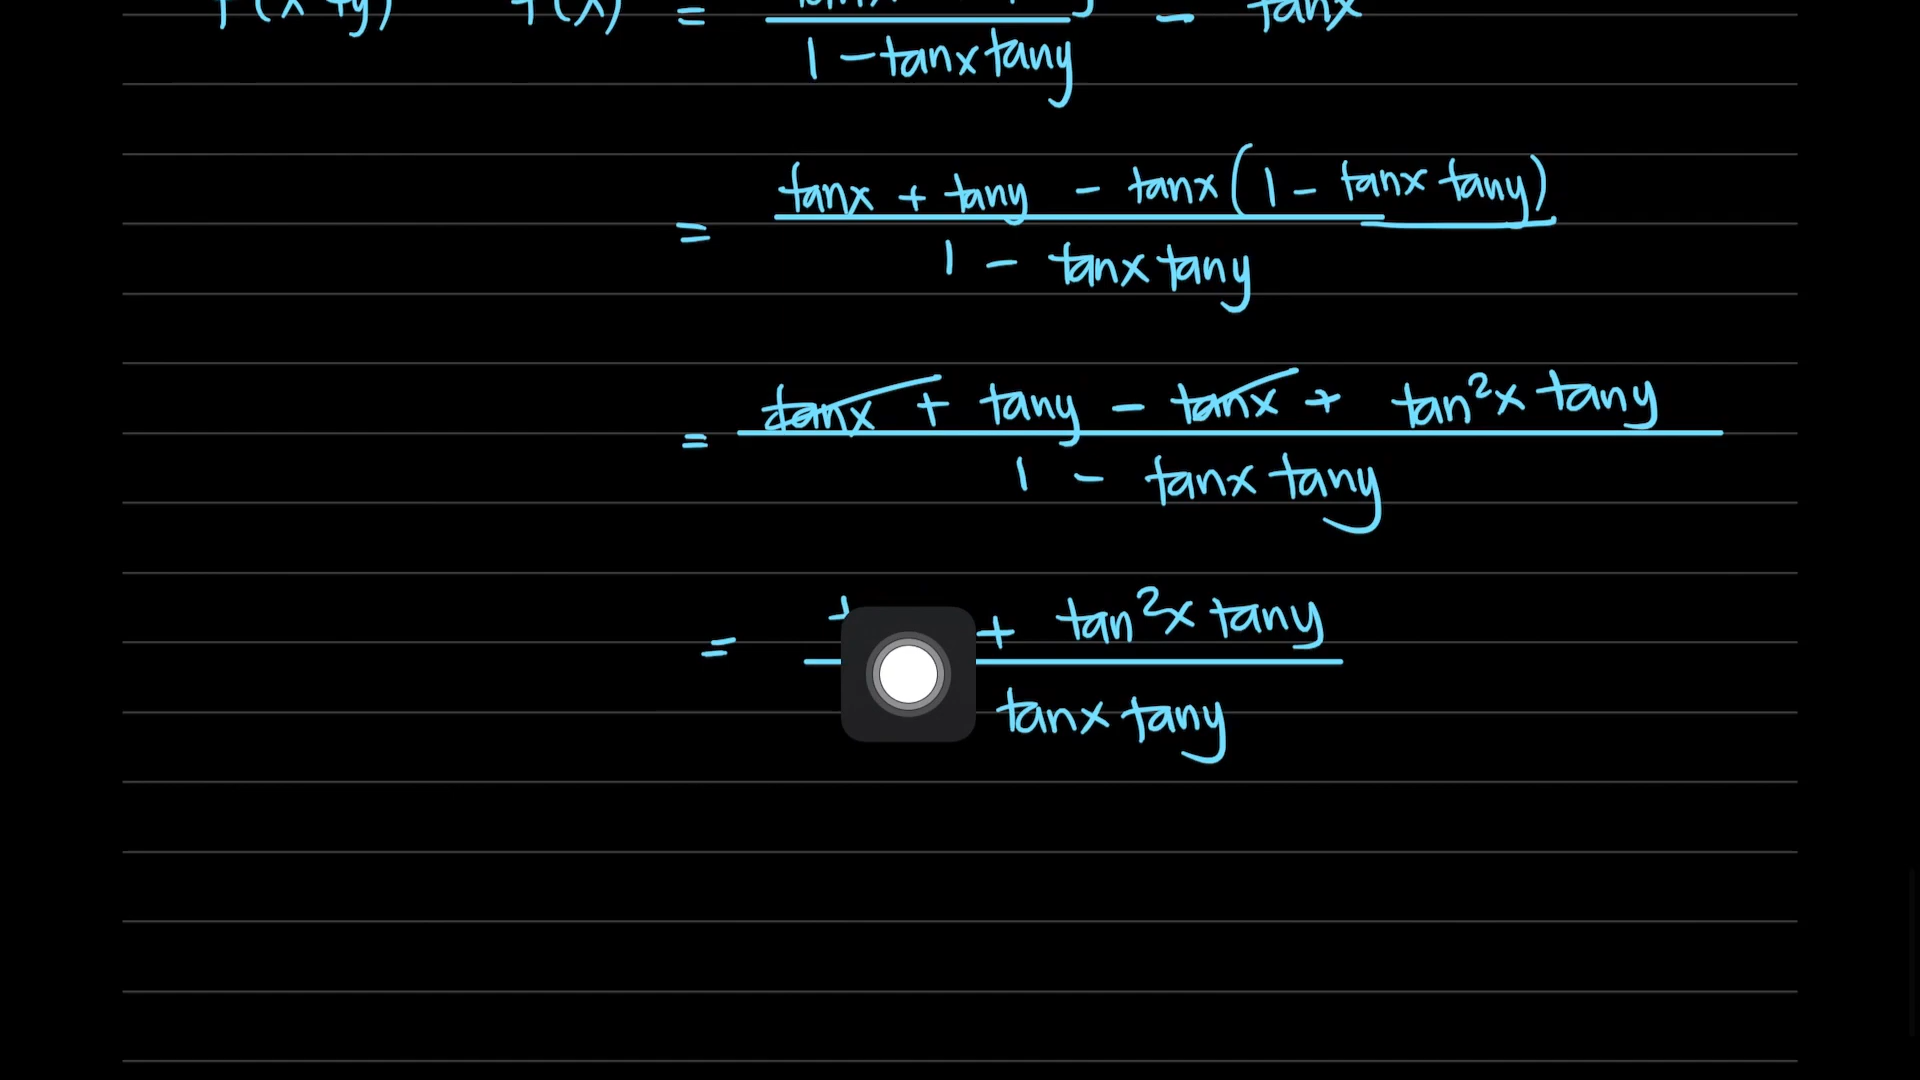 f(x+y) f(x) = - tanx
1 - tanx tany
= tanx + tany - tanx (1 - tanx tany)
1 - tanx tany
= tanx + tany - tanx + tan²x tany
1 - tanx tany
= + tan²x tany
tanx tany